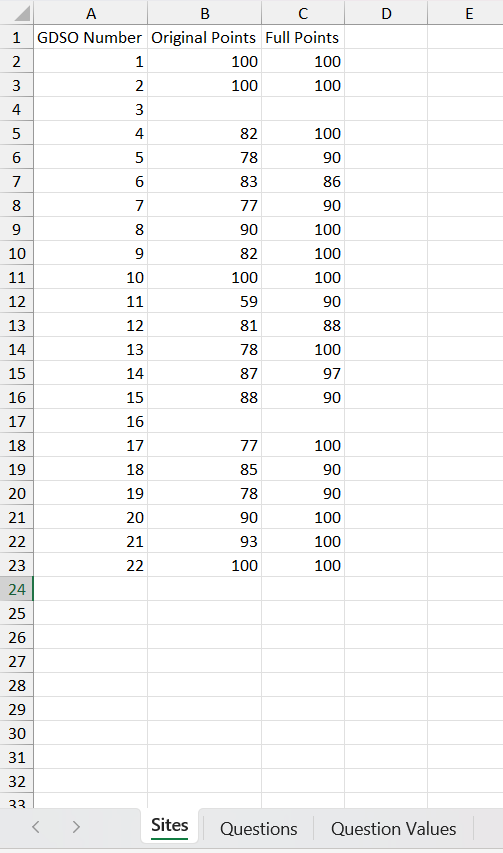 A B C D E
1 GDSO Number Original Points Full Points
2 1 100 100
3 2 100 100
4 3
5 4 82 100
6 5 78 90
7 6 83 86
8 7 77 90
9 8 90 100
10 9 82 100
11 10 100 100
12 11 59 90
13 12 81 88
14 13 78 100
15 14 87 97
16 15 88 90
17 16
18 17 77 100
19 18 85 90
20 19 78 90
21 20 90 100
22 21 93 100
23 22 100 100
24
25
26
27
28
29
30
31
32
33
Sites Questions Question Values